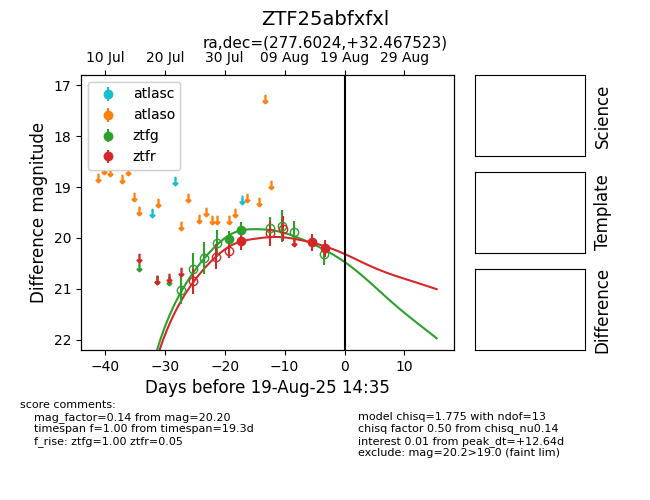 ZTF25abfxfxl
ra,dec=(277.6024,+32.467523)
10 Jul 20 Jul 30 Jul 09 Aug 19 Aug 29 Aug
atlasc
atlaso
ztfg
ztfr
17
18
19
20
21
22
Difference magnitude
−40 −30 −20 −10 0 10
Days before 19-Aug-25 14:35
Science
Template
Difference
score comments:
mag_factor=0.14 from mag=20.20
timespan f=1.00 from timespan=19.3d
f_rise: ztfg=1.00 ztfr=0.05
model chisq=1.775 with ndof=13
chisq factor 0.50 from chisq_nu0.14
interest 0.01 from peak_dt=+12.64d
exclude: mag=20.2>19.0 (faint lim)